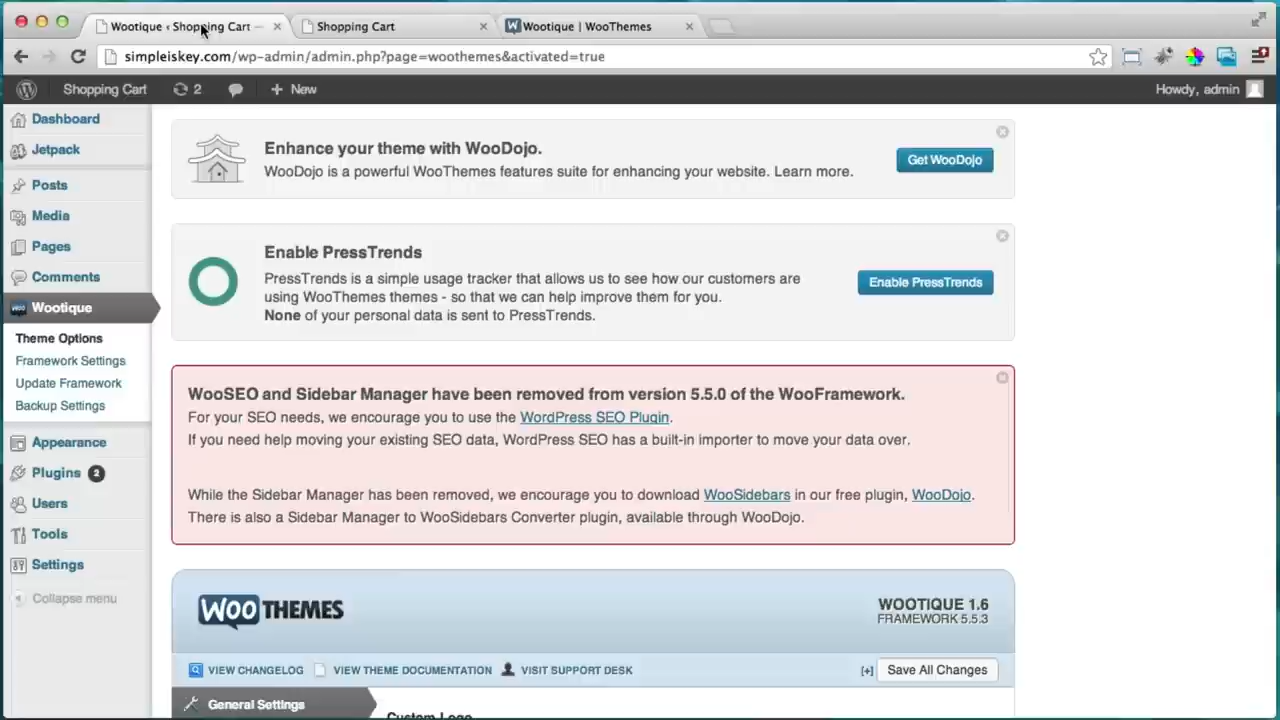 Wootique ‹ Shopping Cart —
Shopping Cart
Wootique | WooThemes
simpleiskey.com/wp-admin/admin.php?page=woothemes&activated=true
Shopping Cart
2
New
Howdy, admin
Dashboard
Jetpack
Posts
Media
Pages
Comments
Wootique
Theme Options
Framework Settings
Update Framework
Backup Settings
Appearance
Plugins 2
Users
Tools
Settings
Collapse menu
Enhance your theme with WooDojo.
WooDojo is a powerful WooThemes features suite for enhancing your website. Learn more.
Get WooDojo
Enable PressTrends
PressTrends is a simple usage tracker that allows us to see how our customers are
using WooThemes themes - so that we can help improve them for you.
None of your personal data is sent to PressTrends.
Enable PressTrends
WooSEO and Sidebar Manager have been removed from version 5.5.0 of the WooFramework.
For your SEO needs, we encourage you to use the WordPress SEO Plugin.
If you need help moving your existing SEO data, WordPress SEO has a built-in importer to move your data over.
While the Sidebar Manager has been removed, we encourage you to download WooSidebars in our free plugin, WooDojo.
There is also a Sidebar Manager to WooSidebars Converter plugin, available through WooDojo.
WOOTHEMES
WOOTIQUE 1.6
FRAMEWORK 5.5.3
VIEW CHANGELOG
VIEW THEME DOCUMENTATION
VISIT SUPPORT DESK
[+]
Save All Changes
General Settings
Custom Logo